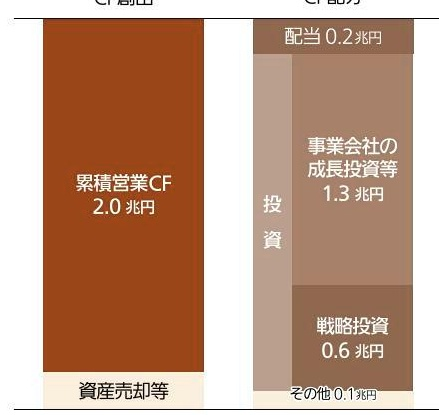 CF創出
CF配分
配当 0.2兆円
累積営業CF
2.0 兆円
事業会社の
成長投資等
1.3 兆円
投
資
戦略投資
0.6 兆円
資産売却等
その他 0.1兆円